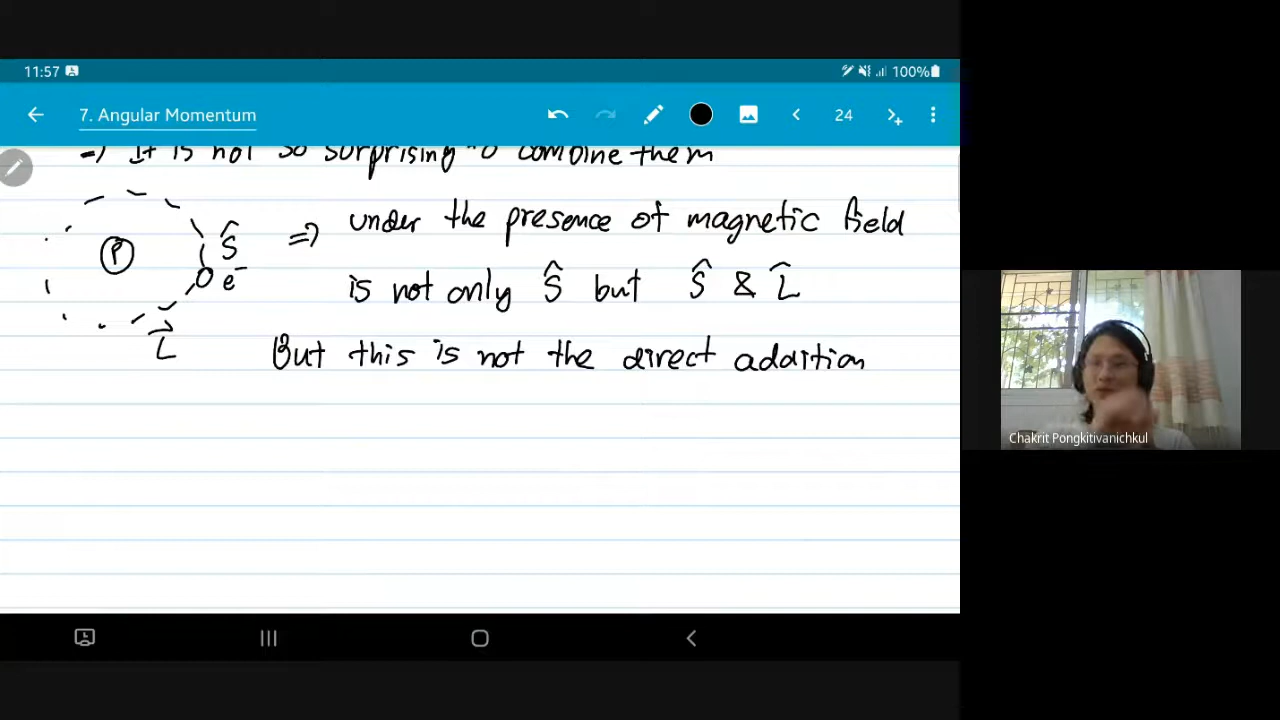 11:57
100%
7. Angular Momentum
24
⇒ It is not so surprising to combine them
P
Ŝ
e⁻
L⃗
⇒ under the presence of magnetic field
is not only Ŝ but Ŝ & L̂
But this is not the direct addition
Chakrit Pongkitivanichkul